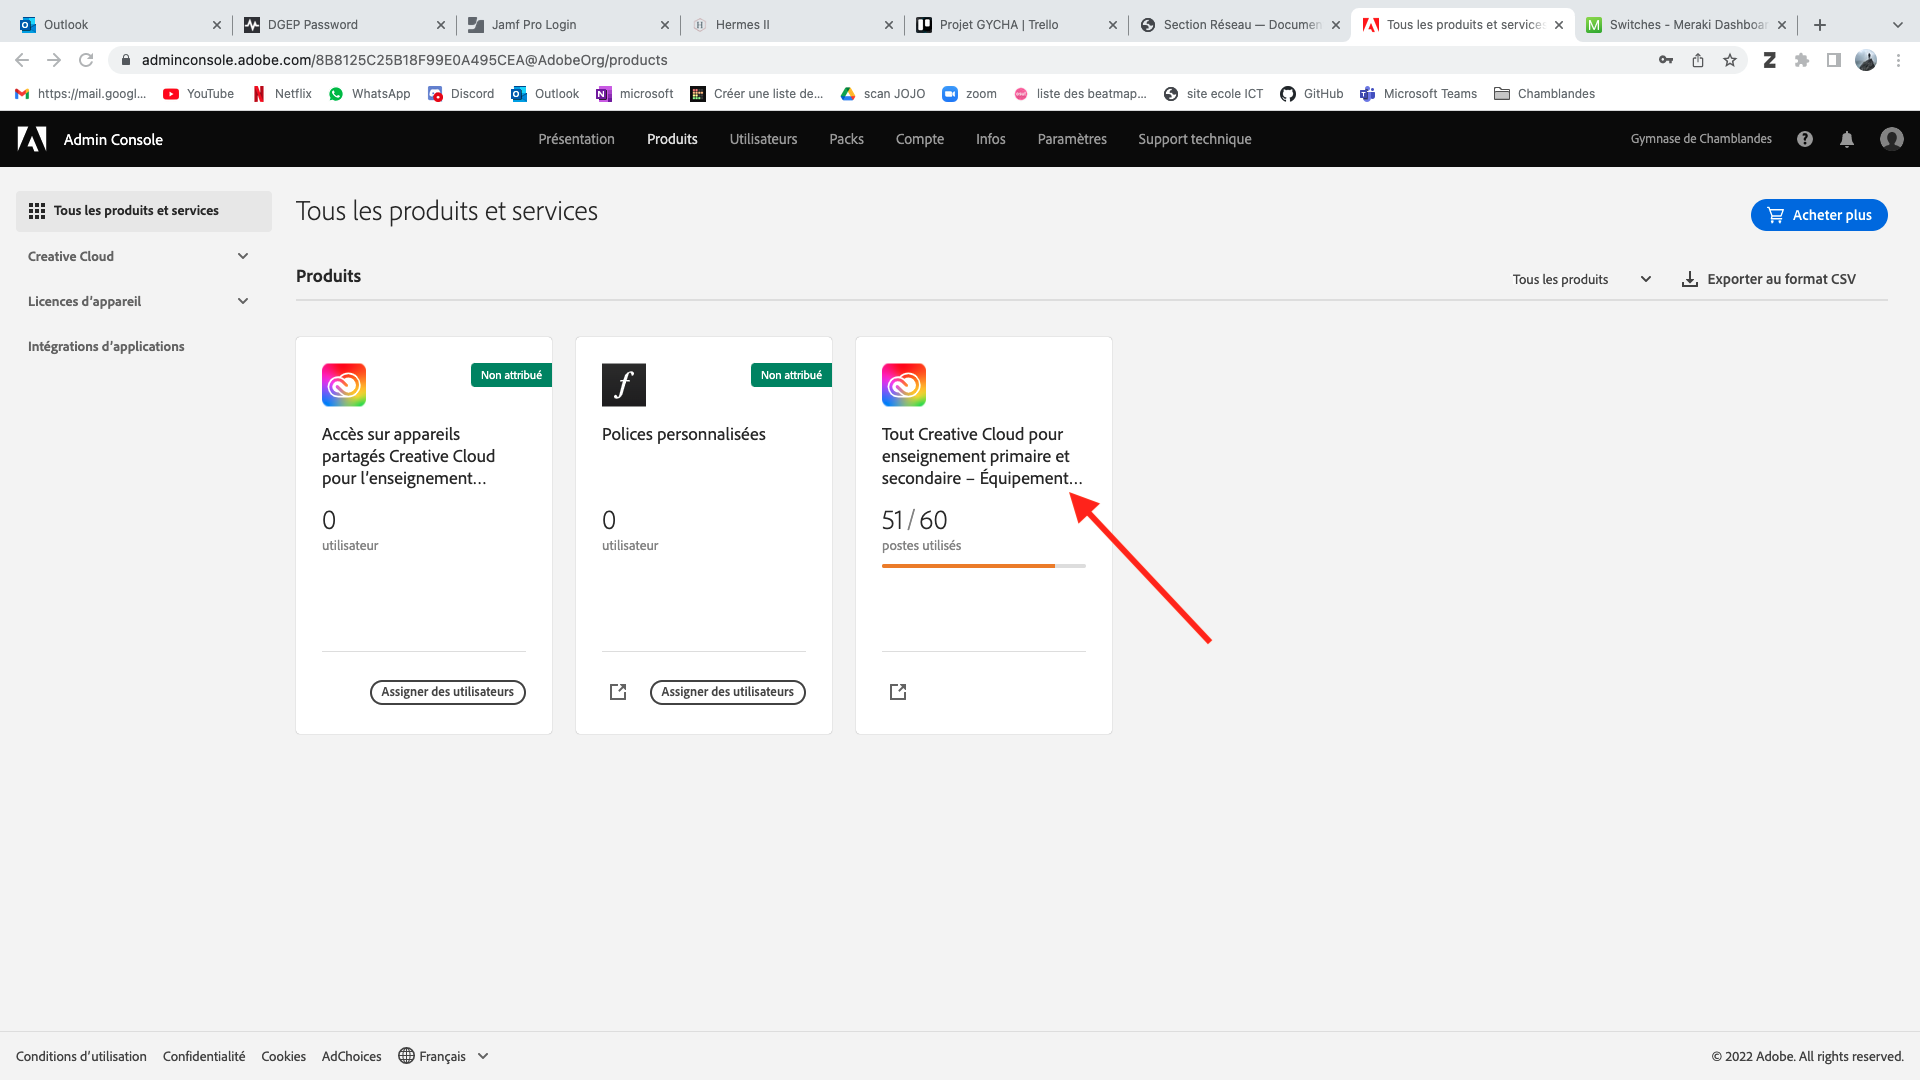 Outlook
DGEP Password
Jamf Pro Login
Hermes II
Projet GYCHA | Trello
Section Réseau — Documen
Tous les produits et services
Switches - Meraki Dashboar
adminconsole.adobe.com/8B8125C25B18F99E0A495CEA@AdobeOrg/products
https://mail.googl...
YouTube
Netflix
WhatsApp
Discord
Outlook
microsoft
Créer une liste de...
scan JOJO
zoom
liste des beatmap...
site ecole ICT
GitHub
Microsoft Teams
Chamblandes
Admin Console
Présentation
Produits
Utilisateurs
Packs
Compte
Infos
Paramètres
Support technique
Gymnase de Chamblandes
Tous les produits et services
Creative Cloud
Licences d’appareil
Intégrations d’applications
Tous les produits et services
Acheter plus
Produits
Tous les produits
Exporter au format CSV
Non attribué
Accès sur appareils
partagés Creative Cloud
pour l’enseignement...
0
utilisateur
Assigner des utilisateurs
Non attribué
Polices personnalisées
0
utilisateur
Assigner des utilisateurs
Tout Creative Cloud pour
enseignement primaire et
secondaire – Équipement...
51 / 60
postes utilisés
Conditions d’utilisation
Confidentialité
Cookies
AdChoices
Français
© 2022 Adobe. All rights reserved.